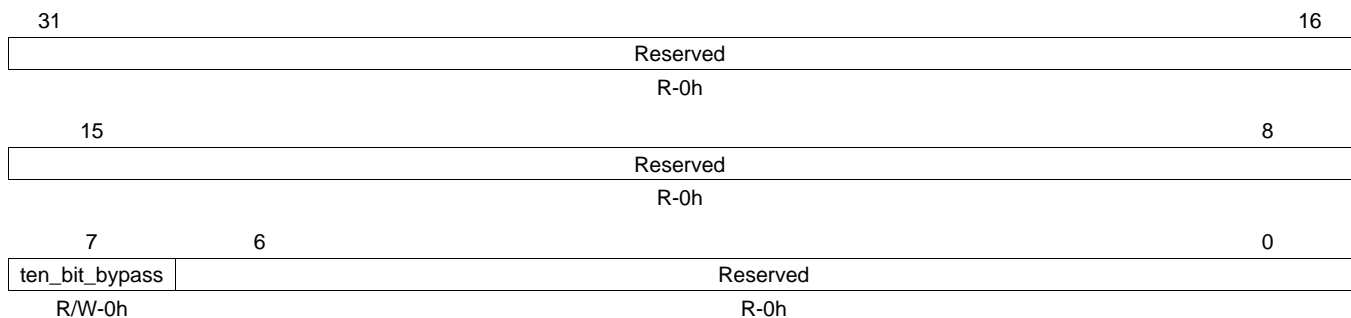 31 16
Reserved
R-0h
15 8
Reserved
R-0h
7 6 0
ten_bit_bypass Reserved
R/W-0h R-0h